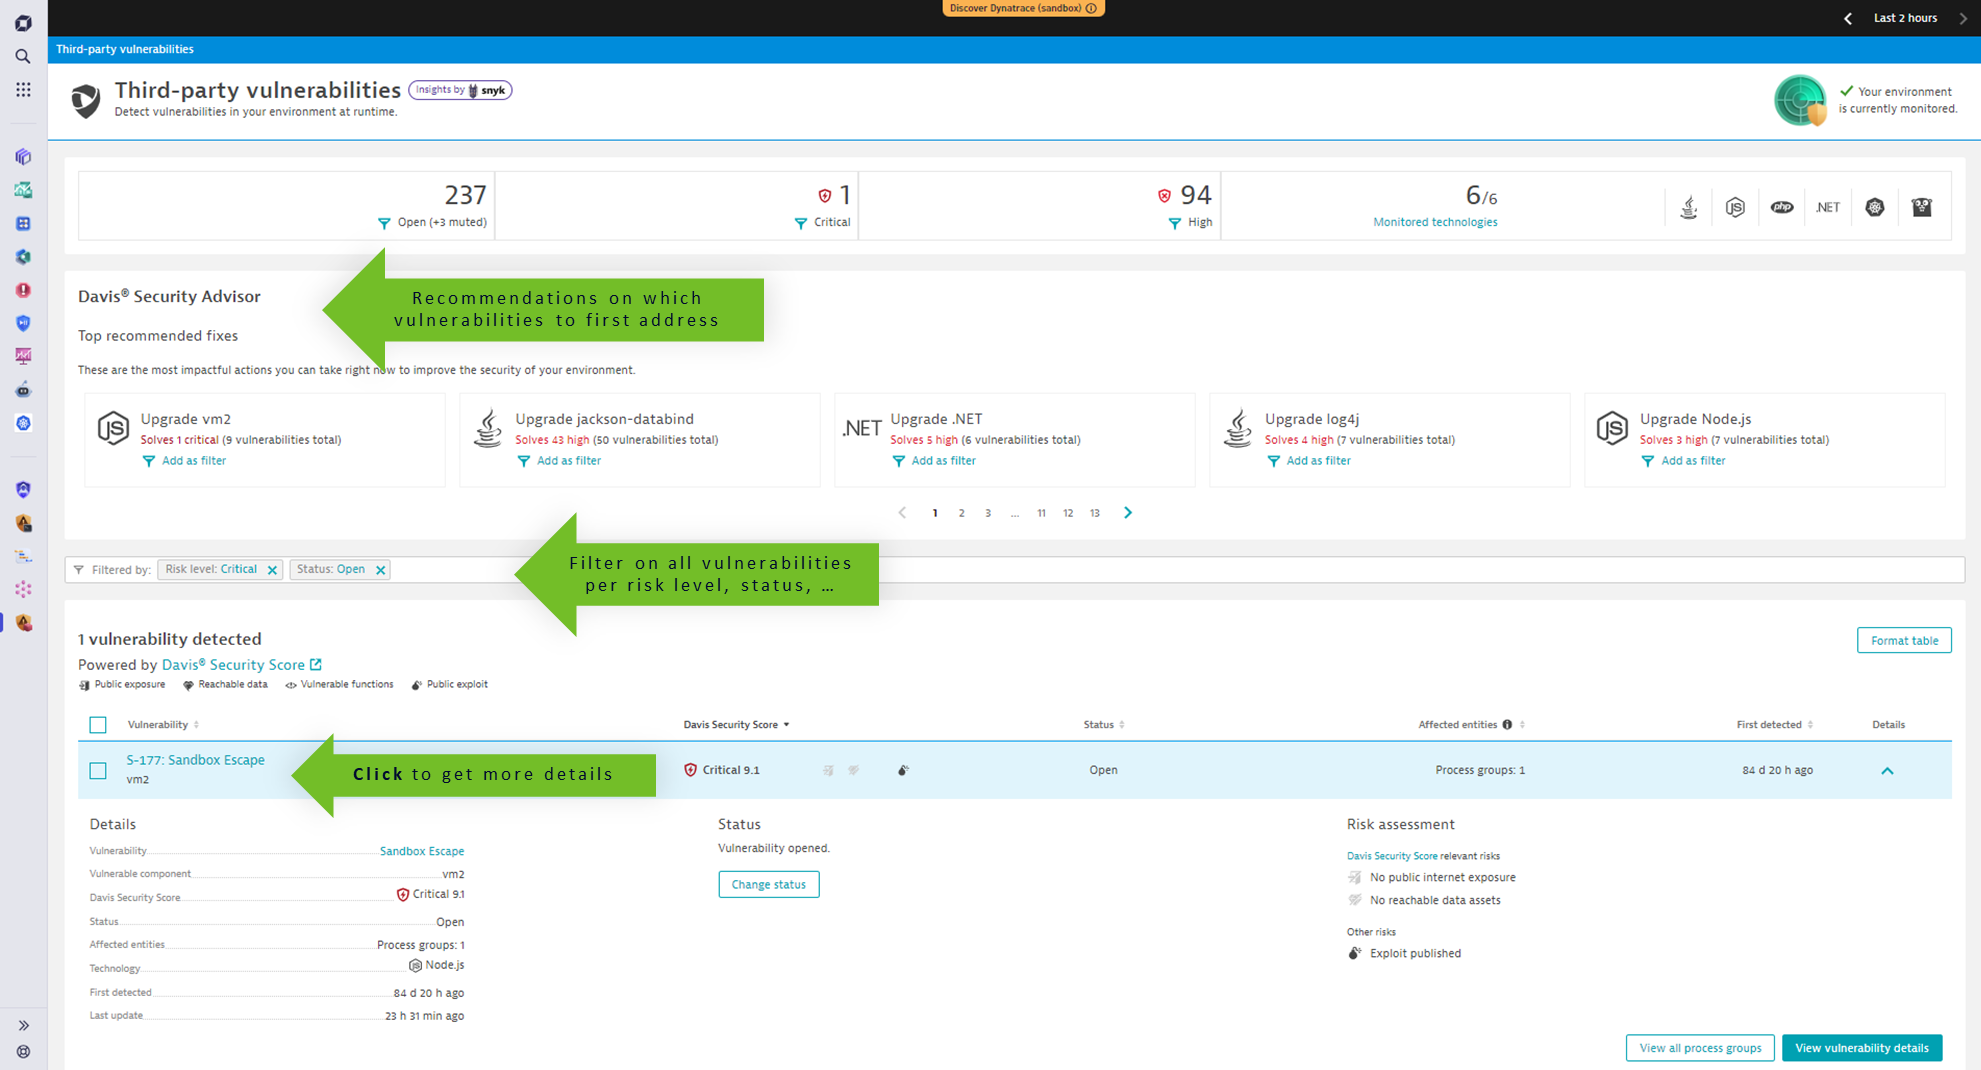 Discover Dynatrace (sandbox)
Last 2 hours
Third-party vulnerabilities
Third-party vulnerabilities
Insights by snyk
Detect vulnerabilities in your environment at runtime.
Your environment
is currently monitored.
237
Open (+3 muted)
1
Critical
94
High
6/6
Monitored technologies
JS
php
.NET
Davis® Security Advisor
Recommendations on which
vulnerabilities to first address
Top recommended fixes
These are the most impactful actions you can take right now to improve the security of your environment.
JS
Upgrade vm2
Solves 1 critical (9 vulnerabilities total)
Add as filter
Upgrade jackson-databind
Solves 43 high (50 vulnerabilities total)
Add as filter
.NET
Upgrade .NET
Solves 5 high (6 vulnerabilities total)
Add as filter
Upgrade log4j
Solves 4 high (7 vulnerabilities total)
Add as filter
JS
Upgrade Node.js
Solves 3 high (7 vulnerabilities total)
Add as filter
1 2 3 ... 11 12 13
Filtered by: Risk level: Critical Status: Open
Filter on all vulnerabilities
per risk level, status, ...
1 vulnerability detected
Format table
Powered by Davis® Security Score
Public exposure Reachable data Vulnerable functions Public exploit
Vulnerability Davis Security Score Status Affected entities First detected Details
S-177: Sandbox Escape
vm2
Click to get more details
Critical 9.1
Open
Process groups: 1
84 d 20 h ago
Details
Vulnerability Sandbox Escape
Vulnerable component vm2
Davis Security Score Critical 9.1
Status Open
Affected entities Process groups: 1
Technology Node.js
First detected 84 d 20 h ago
Last update 23 h 31 min ago
Status
Vulnerability opened.
Change status
Risk assessment
Davis Security Score relevant risks
No public internet exposure
No reachable data assets
Other risks
Exploit published
View all process groups
View vulnerability details